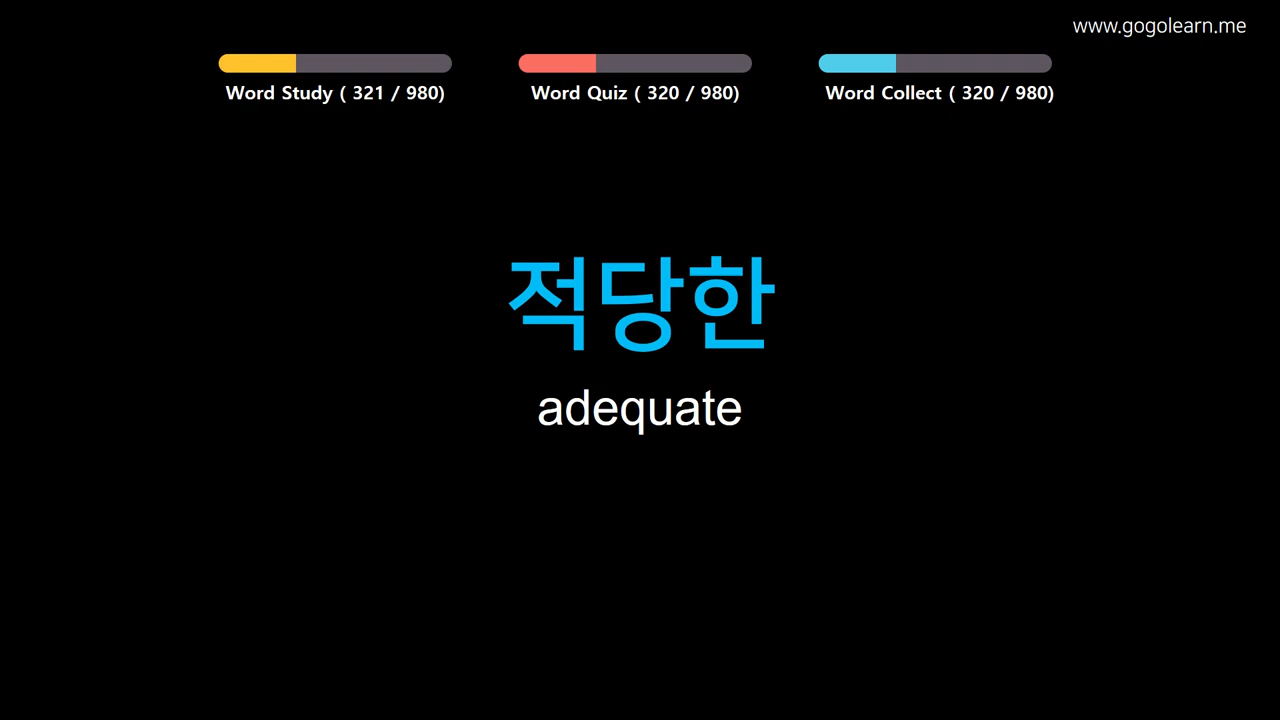 www.gogolearn.me
Word Study ( 321 / 980)
Word Quiz ( 320 / 980)
Word Collect ( 320 / 980)
적당한
adequate